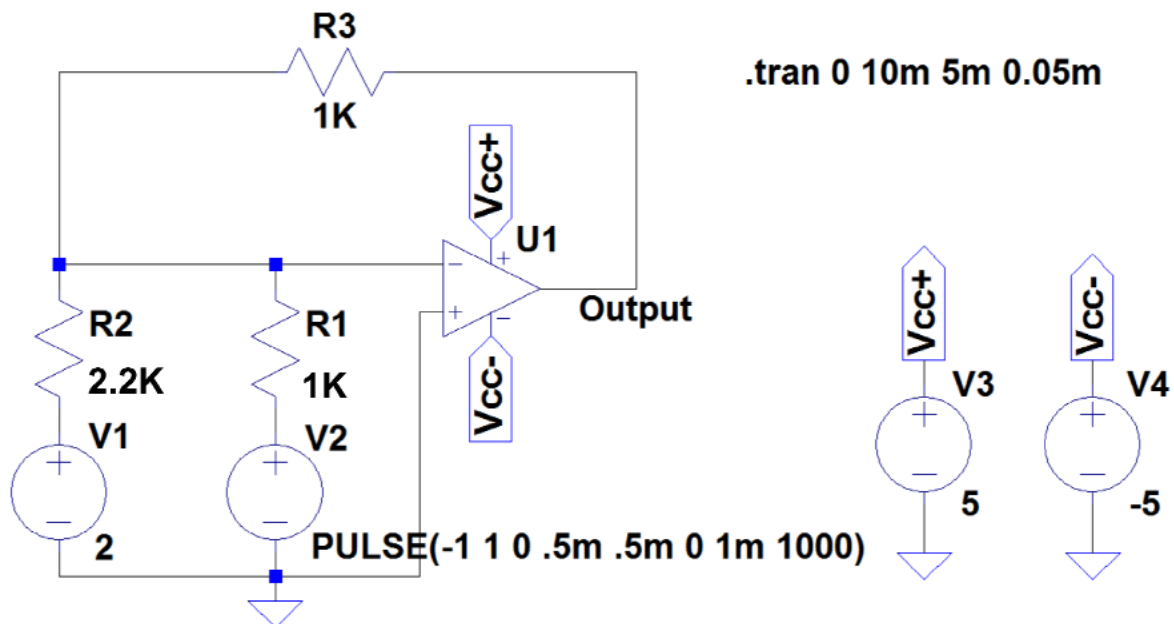 R3
1K
.tran 0 10m 5m 0.05m
Vcc+
U1
+
−
+
−
Output
Vcc-
R2
2.2K
R1
1K
V1
+
−
2
V2
+
−
PULSE(-1 1 0 .5m .5m 0 1m 1000)
Vcc+
V3
+
−
5
Vcc-
V4
+
−
-5